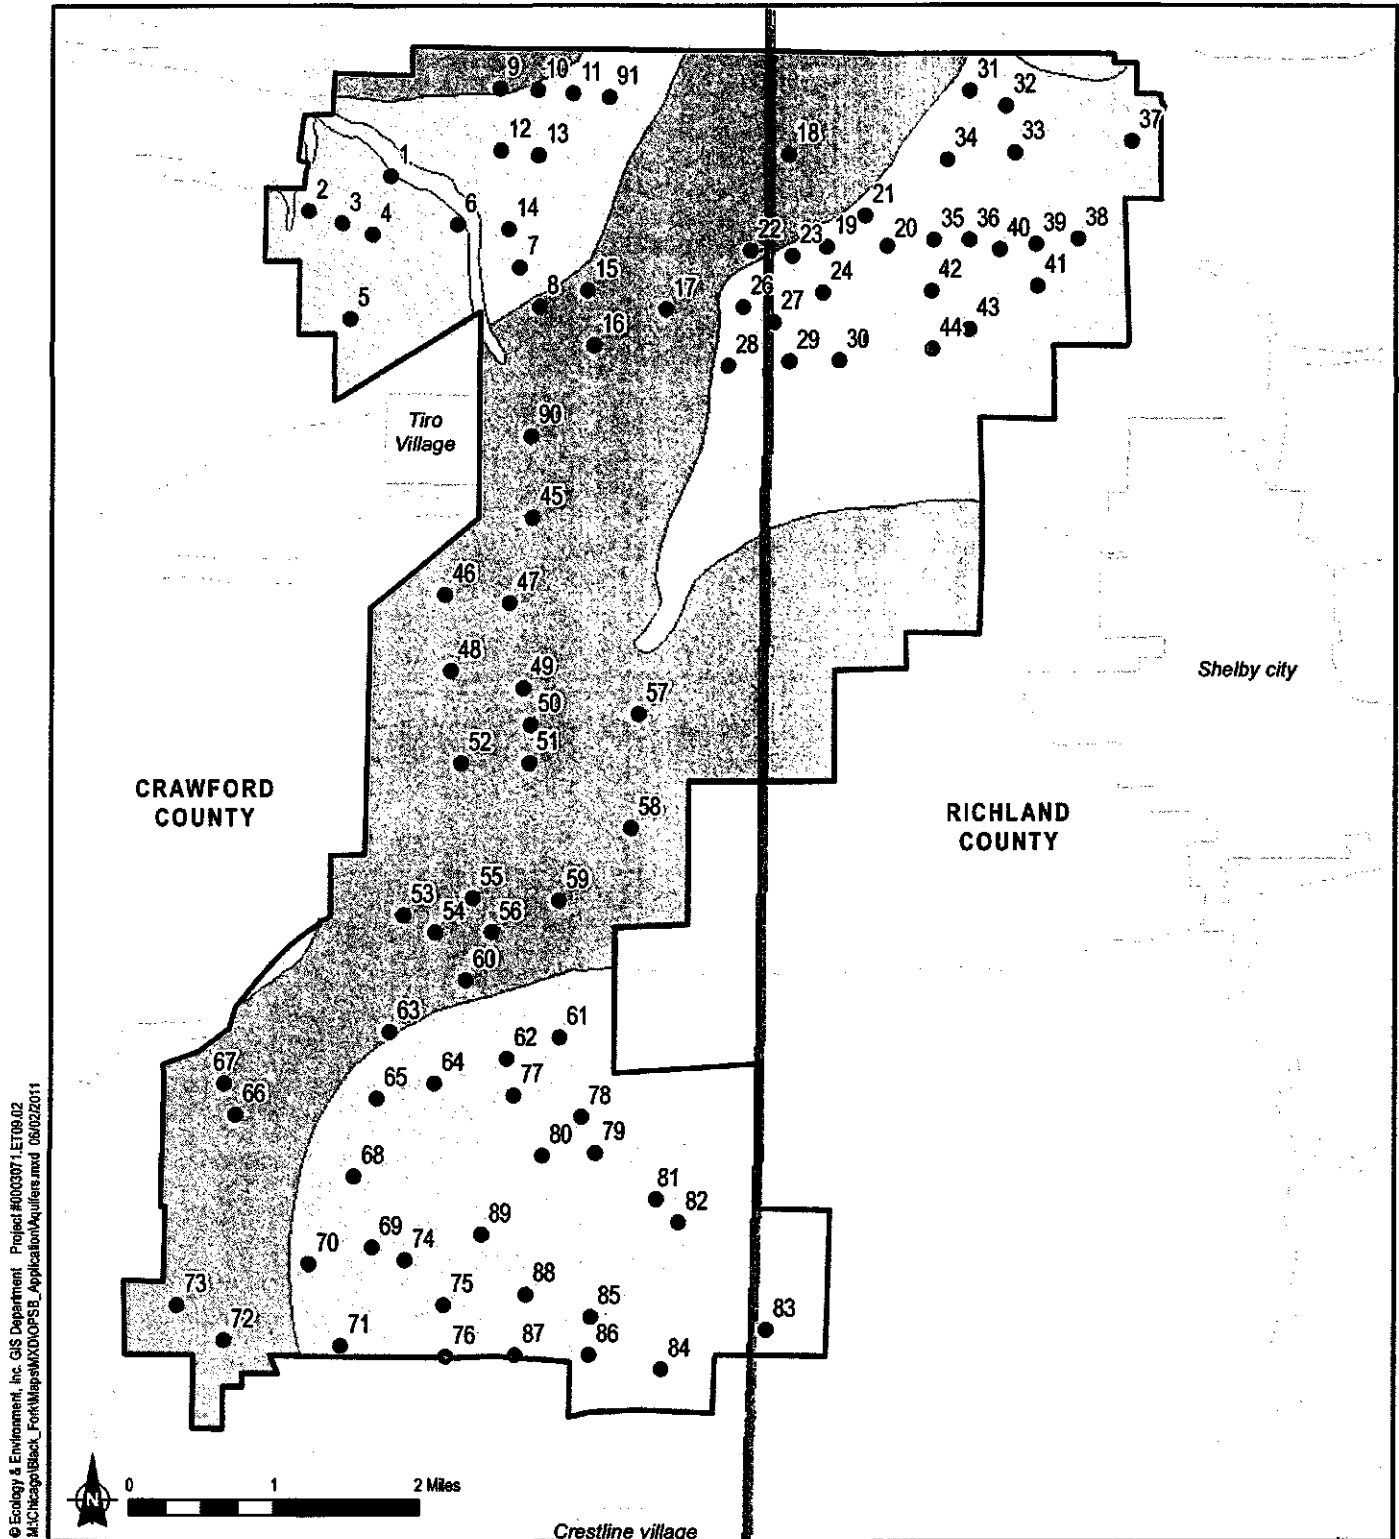 9 10 11 91
31 32
12 13 18 34 33 37
1
2 3 4 6 14
21
7 22 23 19 20 35 36 40 39 38
5 8 15 17 26 27 24 42 41
16 43
28 29 30 44
Tiro
Village
90
45
46 47
48 49
50 57
52 51
Shelby city
CRAWFORD
COUNTY
RICHLAND
COUNTY
58
53 54 55 56 59
60
63 61
62
67 65 64 77
66 78
80 79
68
81 82
89
70 69 74
73 75 88 85
72 71 76 87 86 84 83
N
0 1 2 Miles
Crestline village
© Ecology & Environment, Inc. GIS Department Project #0003071.ET09.02
M:\Chicago\Black_Fork\Maps\MXD\OPSB_Application\Aquifers.mxd 06/02/2011